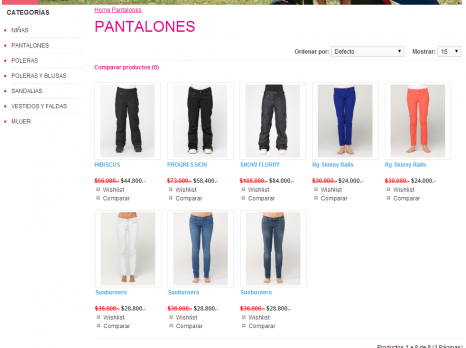 CATEGORÍAS
NIÑAS
PANTALONES
POLERAS
POLERAS Y BLUSAS
SANDALIAS
VESTIDOS Y FALDAS
MUJER
Home Pantalones
PANTALONES
Ordenar por: Defecto Mostrar: 15
Comparar productos (0)
HIBISCUS PROGRESSION SNOW FLURRY Rg Skinny Rails Rg Skinny Rails
$56.000.- $44.800.- $73.000.- $58.400.- $105.000.- $84.000.- $30.000.- $24.000.- $30.000.- $24.000.-
Wishlist Wishlist Wishlist Wishlist Wishlist
Comparar Comparar Comparar Comparar Comparar
Sunburners Sunburners Sunburners
$36.000.- $28.800.- $36.000.- $28.800.- $36.000.- $28.800.-
Wishlist Wishlist Wishlist
Comparar Comparar Comparar
Productos 1 a 8 de 8 (1 Páginas)